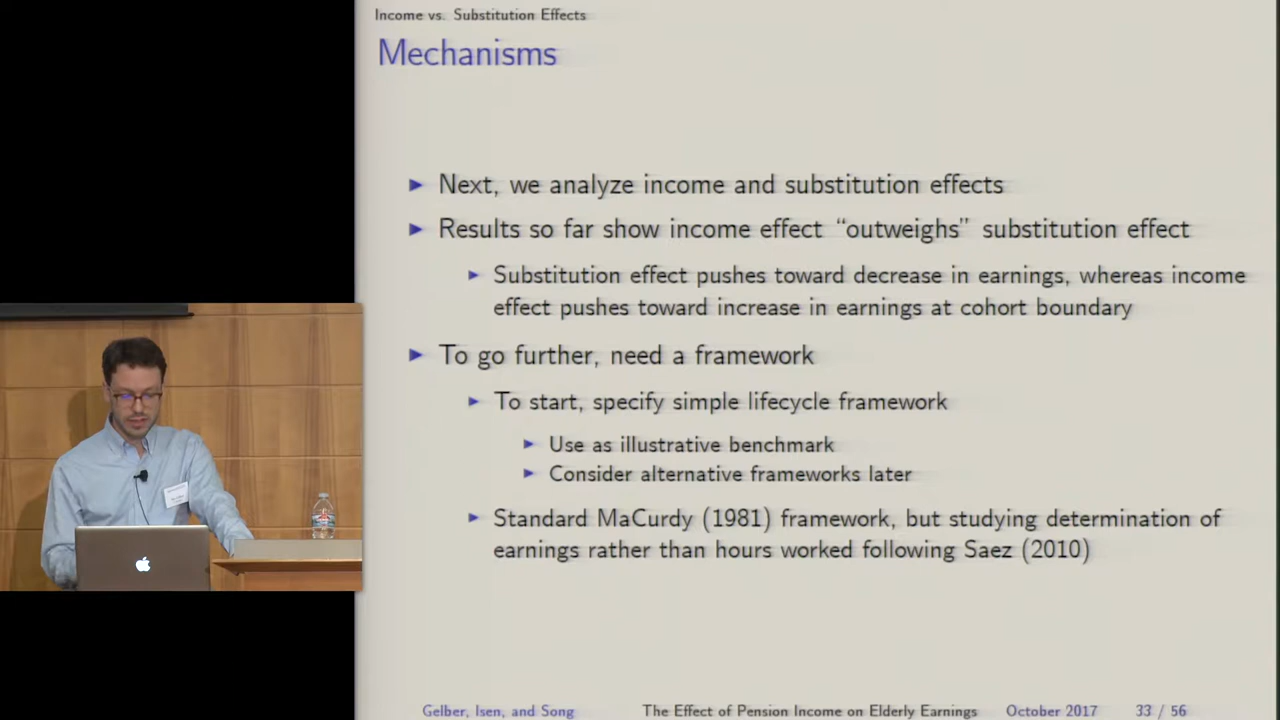 Income vs. Substitution Effects
Mechanisms
Next, we analyze income and substitution effects
Results so far show income effect “outweighs” substitution effect
Substitution effect pushes toward decrease in earnings, whereas income
effect pushes toward increase in earnings at cohort boundary
To go further, need a framework
To start, specify simple lifecycle framework
Use as illustrative benchmark
Consider alternative frameworks later
Standard MaCurdy (1981) framework, but studying determination of
earnings rather than hours worked following Saez (2010)
Gelber, Isen, and Song
The Effect of Pension Income on Elderly Earnings
October 2017
33 / 56